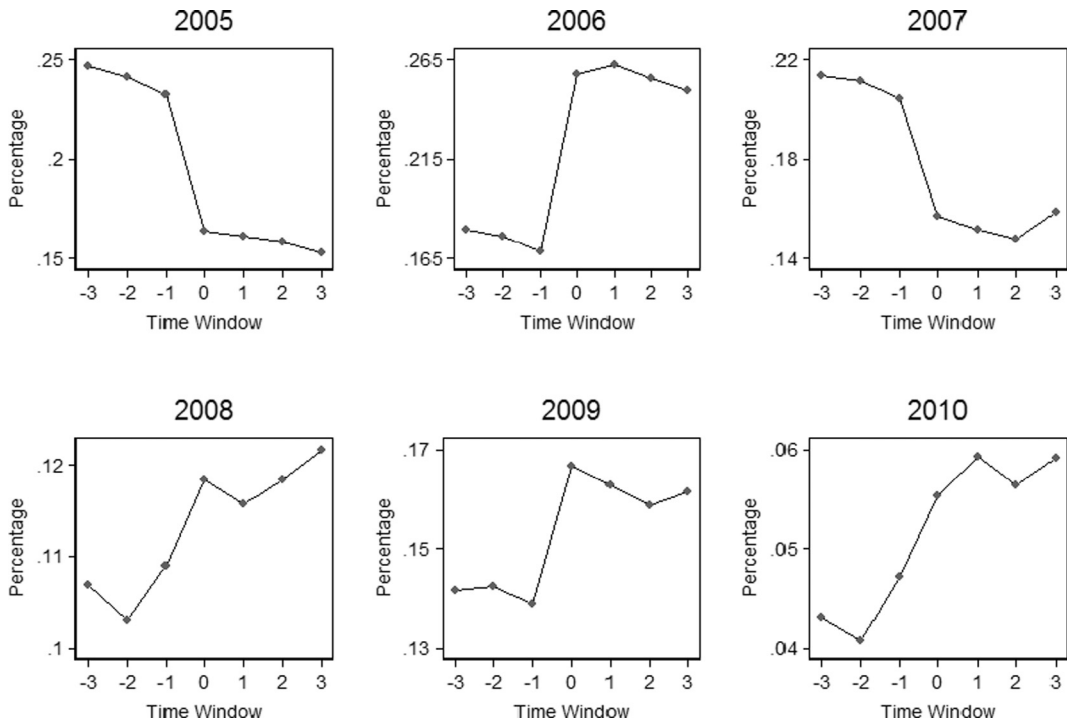 2005 2006 2007
.25 .265 .22
Percentage Percentage Percentage
.2 .215 .18
.15 .165 .14
-3 -2 -1 0 1 2 3 -3 -2 -1 0 1 2 3 -3 -2 -1 0 1 2 3
Time Window Time Window Time Window
2008 2009 2010
.12 .17 .06
Percentage Percentage Percentage
.11 .15 .05
.1 .13 .04
-3 -2 -1 0 1 2 3 -3 -2 -1 0 1 2 3 -3 -2 -1 0 1 2 3
Time Window Time Window Time Window